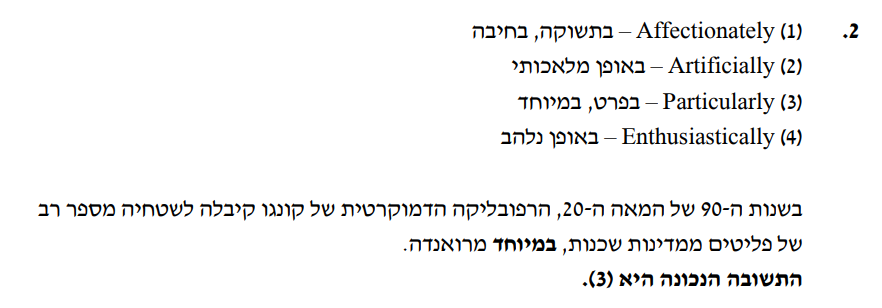 2. (1) Affectionately – בתשוקה, בחיבה
(2) Artificially – באופן מלאכותי
(3) Particularly – בפרט, במיוחד
(4) Enthusiastically – באופן נלהב
בשנות ה-90 של המאה ה-20, הרפובליקה הדמוקרטית של קונגו קיבלה לשטחיה מספר רב
של פליטים ממדינות שכנות, במיוחד מרואנדה.
התשובה הנכונה היא (3).